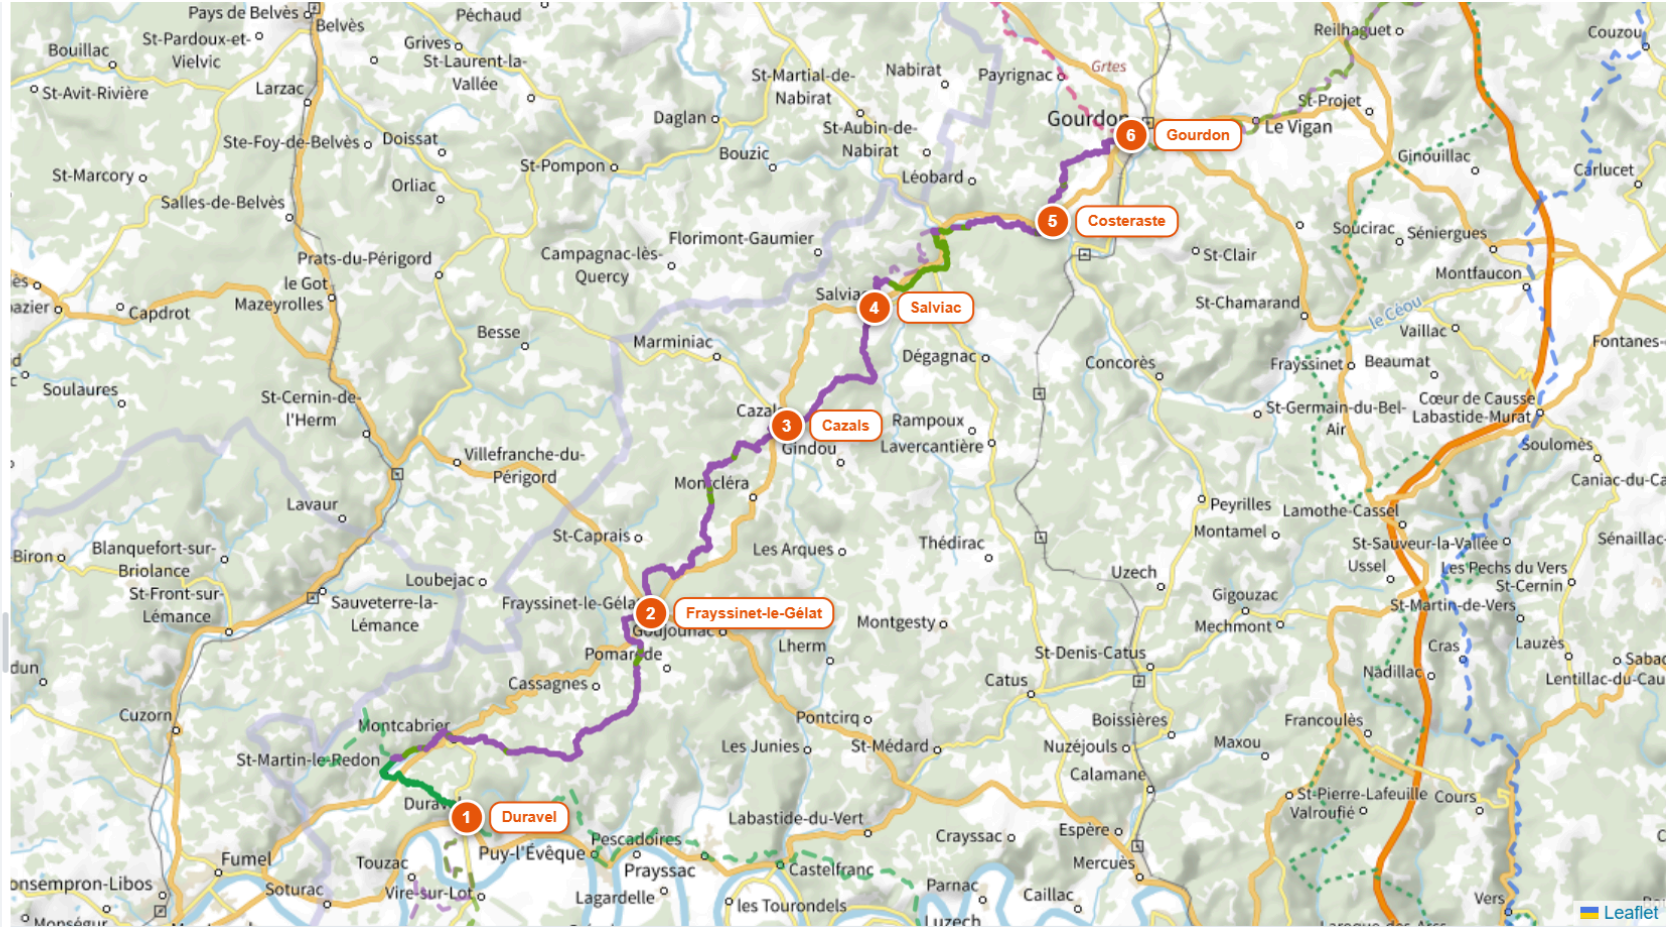 Pays de Belvès
Belvès
Péchaud
Reilhaguet
Couzou
Bouillac
St-Pardoux-et-
Vielvic
Grives
St-Laurent-la-
Vallée
St-Martial-de-
Nabirat
Nabirat
Payrignac
Grtes
St-Avit-Rivière
Larzac
St-Projet
Daglan
Gourdon
St-Aubin-de-
Nabirat
6
Gourdon
Le Vigan
Ste-Foy-de-Belvès
Doissat
Bouzic
Ginouillac
St-Pompon
Carlucet
St-Marcory
Orliac
Léobard
Salles-de-Belvès
5
Costeraste
Soucirac
Séniergues
Florimont-Gaumier
Prats-du-Périgord
Campagnac-lès-
Quercy
St-Clair
Montfaucon
le Got
Mazeyrolles
Capdrot
Salviac
4
Salviac
St-Chamarand
le Céou
Vaillac
Besse
Marminiac
Dégagnac
Concorès
Frayssinet
Beaumat
Fontanes-
Soulaures
St-Cernin-de-
l'Herm
Cazals
3
Cazals
Rampoux
Lavercantière
St-Germain-du-Bel-
Air
Cœur de Causse
Labastide-Murat
Gindou
Soulomès
Villefranche-du-
Périgord
Montcléra
Caniac-du-Ca
Lavaur
Peyrilles
Lamothe-Cassel
Montamel
St-Caprais
Les Arques
Thédirac
St-Sauveur-la-Vallée
Sénaillac-
Biron
Blanquefort-sur-
Briolance
Ussel
Les Pechs du Vers
St-Cernin
Loubejac
Uzech
St-Front-sur-
Lémance
Sauveterre-la-
Lémance
Frayssinet-le-Gélat
2
Frayssinet-le-Gélat
Gigouzac
St-Martin-de-Vers
Goujounac
Montgesty
Mechmont
Pomarède
Lherm
St-Denis-Catus
Cras
Lauzès
Cassagnes
Catus
Nadillac
Sabac
Lentillac-du-Cau
Cuzorn
Montcabrier
Pontcirq
Boissières
Francoulès
St-Martin-le-Redon
Les Junies
St-Médard
Nuzéjouls
Maxou
Calamane
Duravel
1
Duravel
St-Pierre-Lafeuille
Cours
Valroufié
Labastide-du-Vert
Crayssac
Espère
Pescadoires
Puy-l'Évêque
Fumel
Touzac
Prayssac
Castelfranc
Mercuès
onsempron-Libos
Soturac
Vire-sur-Lot
Lagardelle
les Tourondels
Parnac
Caillac
Luzech
Vers
Monségur
Leaflet